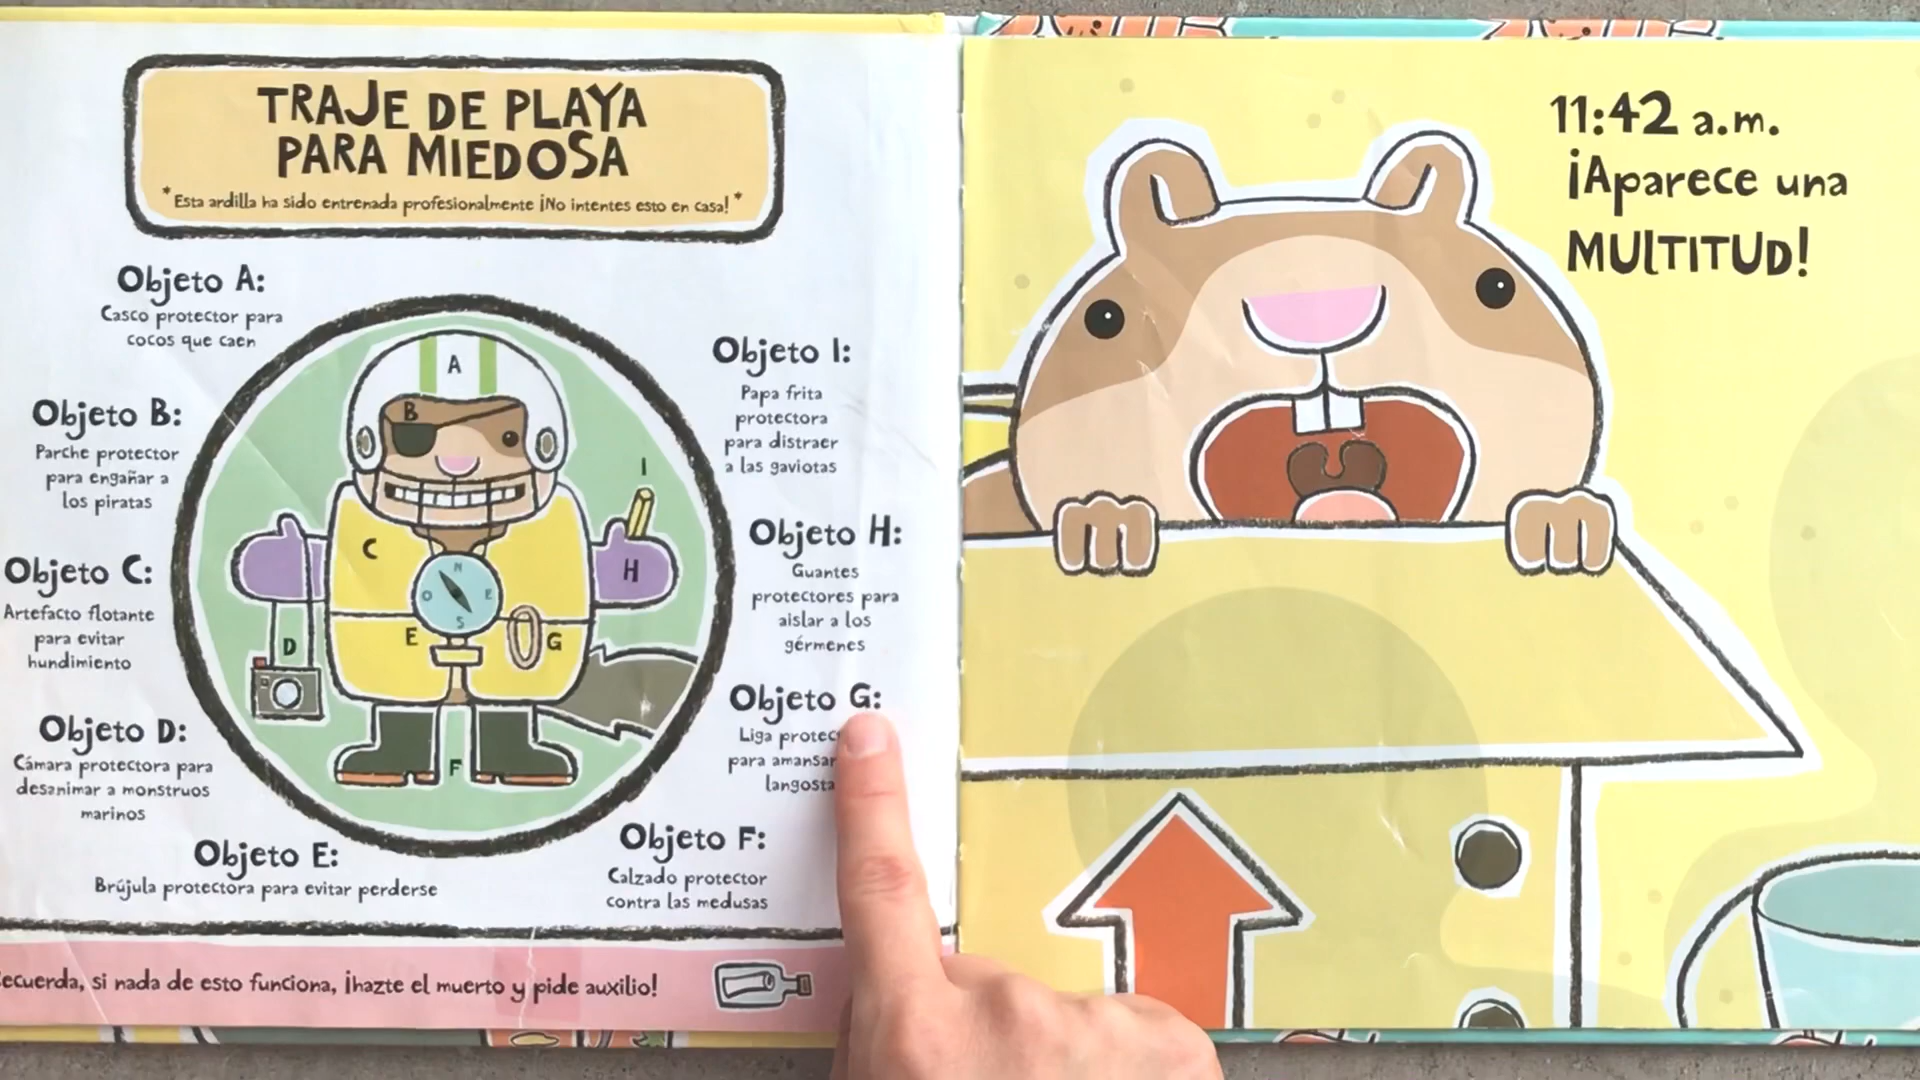 TRAJE DE PLAYA
PARA MIEDOSA
*Esta ardilla ha sido entrenada profesionalmente ¡No intentes esto en casa!*
Objeto A:
Casco protector para
cocos que caen
Objeto B:
Parche protector
para engañar a
los piratas
Objeto C:
Artefacto flotante
para evitar
hundimiento
Objeto D:
Cámara protectora para
desanimar a monstruos
marinos
Objeto E:
Brújula protectora para evitar perderse
Objeto F:
Calzado protector
contra las medusas
Objeto G:
Liga
para amansar
Objeto H:
Guantes
protectores para
aislar a los
gérmenes
Objeto I:
Papa frita
protectora
para distraer
a las gaviotas
A
B
C
D
E
F
G
H
I
N
O E
S
si nada de esto funciona, ¡hazte el muerto y pide auxilio!
11:42 a.m.
¡Aparece una
MULTITUD!